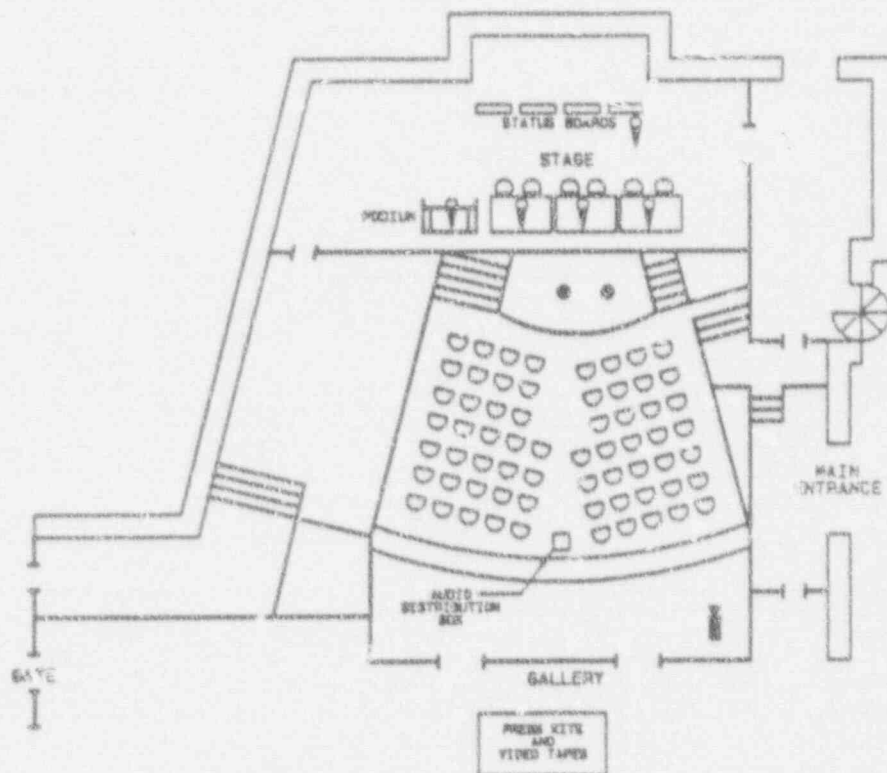 STATUS BOARDS
STAGE
PODIUM
MAIN
ENTRANCE
AUDIO
DISTRIBUTION
BOX
GATE
GALLERY
PRESS KITS
AND
VIDEO TAPES